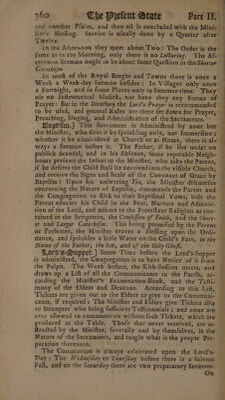 360 The Present State Part II.
and another Psalm, and then all is concluded with the Mini-
ster's Blessing. Service is usually done by a Quarter after
Twelve.
In the Afternoon they meet about Two: The Order is the
same as in the Morning, only there is no Lecturing. The Af-
ternoon Sermon ought to be about some Question in the Shorter
Catechism
In most of the Royal Burghs and Towns there is once a
Week a Week-day Sermon besides: In Villages only once
a Fortnight, and in some Places only in Summer-time. They
use no Instrumental Musick, nor have they any Forms of
Prayer: But in the Directory the Lord's Prayer is recommended
to be used, and general Rules are there set down for Prayer,
Preaching, Singing, and Administration of the Sacraments.
Baptism.] This Sacrament is Administred by none but
the Minister, who does it by sprinkling only, not Immersion;
whether it be administred in Church or at Home, there is al-
ways a Sermon before it. The Father, if he lies under no
publick Scandal, and in his Absence, some reputable Neigh-
bour presents the Infant to the Minister, who asks the Parent,
if he desires the Child shall be received into the visible Church,
and receive the Signs and Seals of the Covenant of Grace by
Baptism? Upon his answering Yea, the Minister discourses
concerning the Nature of Baptism, commands the Parent and
the Congregation to stick to their Baptismal Vows, bids the
Parent educate his Child in the Fear, Nurture and Admoni-
tion of the Lord, and adhere to the Protestant Religion as con-
tained in the Scriptures, the Confession of Faith, and the Short-
er and Larger Catechisms. This being promised by the Parent
or Presenter, the Minister craves a Blessing upon the Ordi-
nance, and sprinkles a little Water on the Child's Face, in the
Name of the Father, the Son, and of the Holy Ghost.
Lord's-Supper.] Some Time before the Lord's-Supper
is administred, the Congregation is to have Notice of it from
the Pulpit. The Week before, the Kirk-Session meets, and
draws up a List of all the Communicants in the Parish, ac-
cording the Minister's Examination-Book, and the Testi-
mony of the Elders and Deacons. According to this List,
Tickets are given out to the Elders to give to the Communi-
cants, if required; The Minister and Elders give Tickets also
to Strangers who bring sufficient Testimonials; and none are
ever allowed to communicate without such Tickets, which are
produced at the Table. Those that never received, are in-
structed by the Minister, severally and by themselves, in the
Nature of the Sacraments, and taught what is the proper Pre-
paration thereunto.
The Communion is always celebrated upon the Lord's-
Day: The Wednesday or Thursday before there is a solemn
Fast, and on the Saturday there are two preparatory Sermons.
On